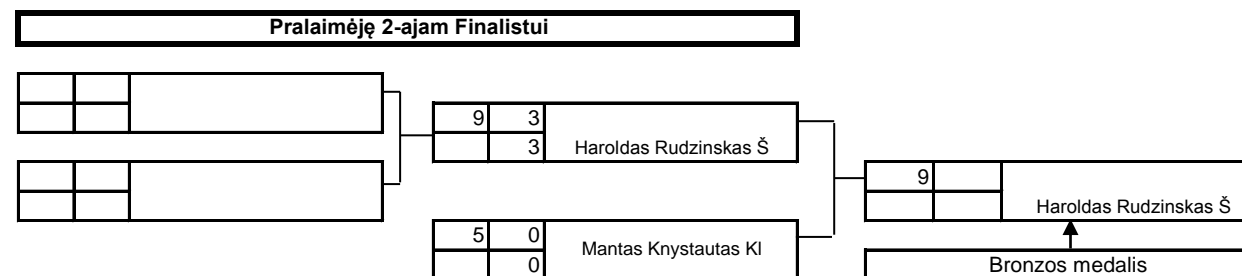 Pralaimėję 2-ajam Finalistui
9 3
3 Haroldas Rudzinskas Š
9
Haroldas Rudzinskas Š
5 0 Mantas Knystautas Kl
0
Bronzos medalis